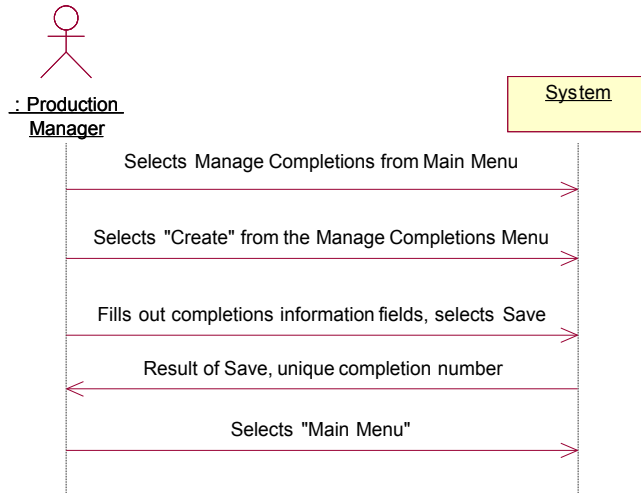 : Production
Manager
System
Selects Manage Completions from Main Menu
Selects "Create" from the Manage Completions Menu
Fills out completions information fields, selects Save
Result of Save, unique completion number
Selects "Main Menu"